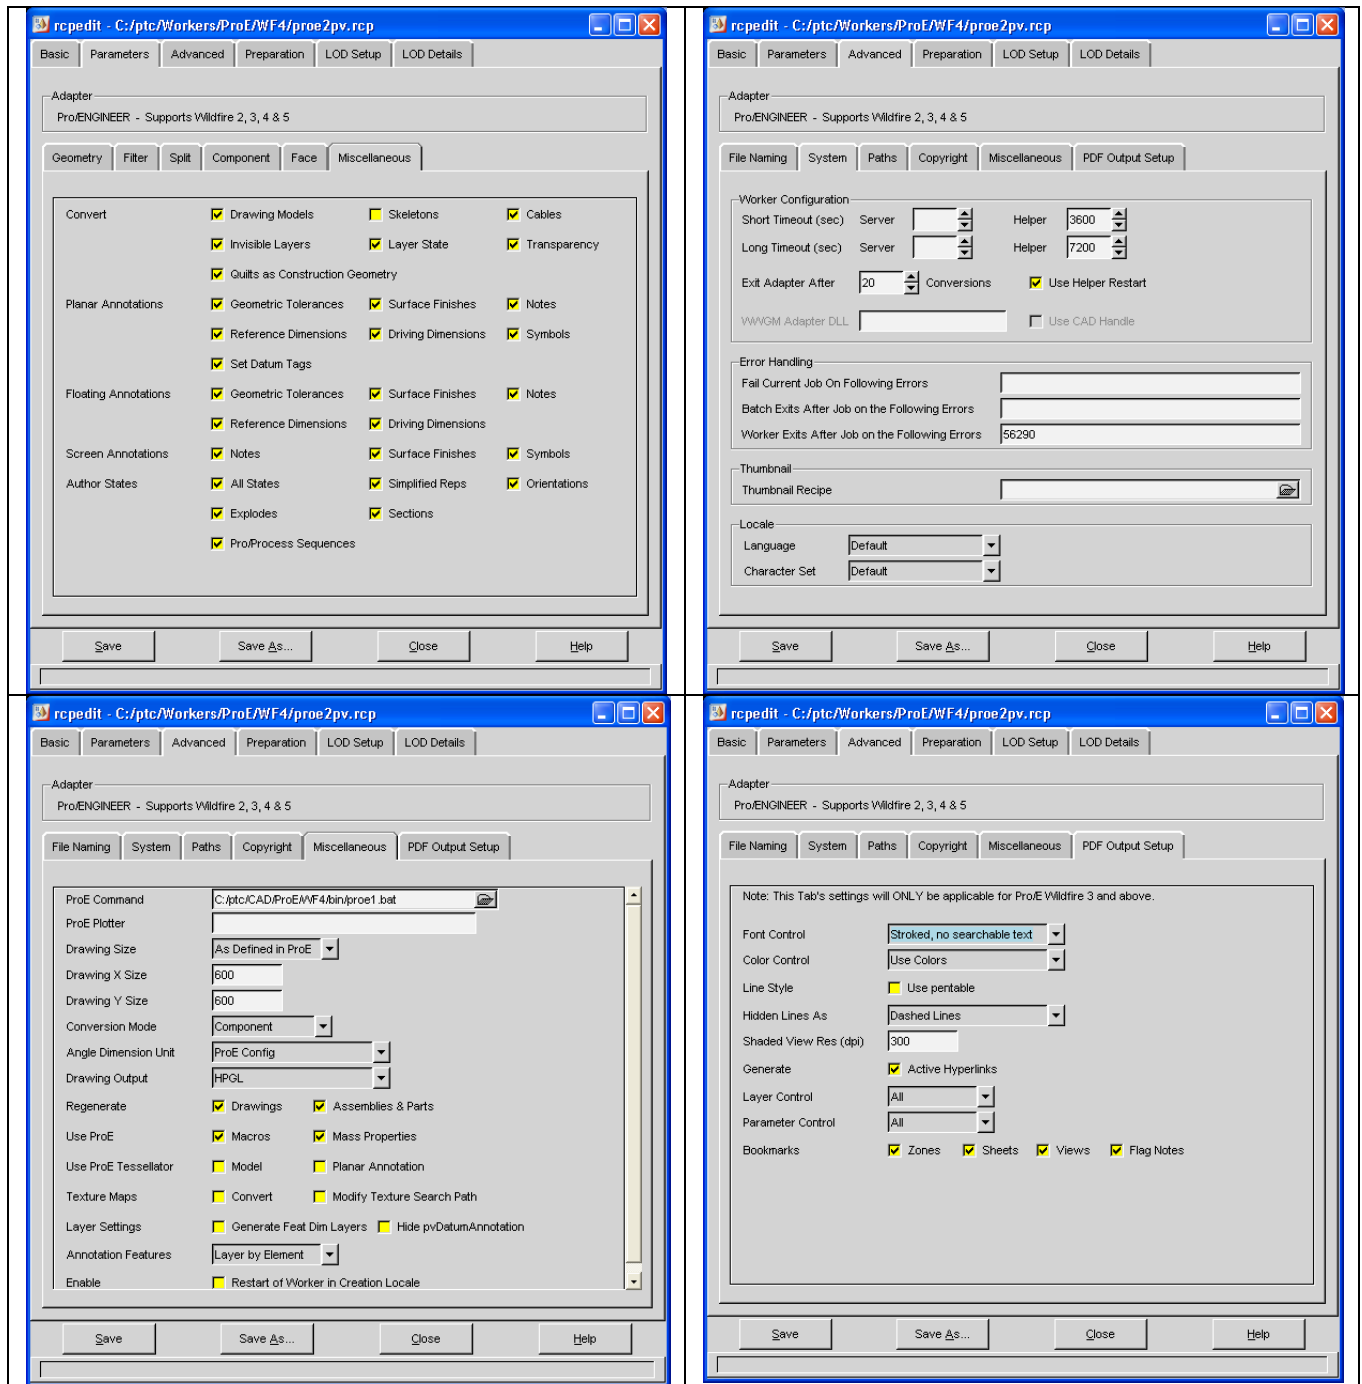 rcpedit - C:/ptc/Workers/ProE/WF4/proe2pv.rcp
Basic Parameters Advanced Preparation LOD Setup LOD Details
Adapter
Pro/ENGINEER - Supports Wildfire 2, 3, 4 & 5
Geometry Filter Split Component Face Miscellaneous
Convert Drawing Models Skeletons Cables
Invisible Layers Layer State Transparency
Quilts as Construction Geometry
Planar Annotations Geometric Tolerances Surface Finishes Notes
Reference Dimensions Driving Dimensions Symbols
Set Datum Tags
Floating Annotations Geometric Tolerances Surface Finishes Notes
Reference Dimensions Driving Dimensions
Screen Annotations Notes Surface Finishes Symbols
Author States All States Simplified Reps Orientations
Explodes Sections
Pro/Process Sequences
Save Save As... Close Help
rcpedit - C:/ptc/Workers/ProE/WF4/proe2pv.rcp
Basic Parameters Advanced Preparation LOD Setup LOD Details
Adapter
Pro/ENGINEER - Supports Wildfire 2, 3, 4 & 5
File Naming System Paths Copyright Miscellaneous PDF Output Setup
Worker Configuration
Short Timeout (sec) Server Helper 3600
Long Timeout (sec) Server Helper 7200
Exit Adapter After 20 Conversions Use Helper Restart
VWGM Adapter DLL Use CAD Handle
Error Handling
Fail Current Job On Following Errors
Batch Exits After Job on the Following Errors
Worker Exits After Job on the Following Errors 56290
Thumbnail
Thumbnail Recipe
Locale
Language Default
Character Set Default
Save Save As... Close Help
rcpedit - C:/ptc/Workers/ProE/WF4/proe2pv.rcp
Basic Parameters Advanced Preparation LOD Setup LOD Details
Adapter
Pro/ENGINEER - Supports Wildfire 2, 3, 4 & 5
File Naming System Paths Copyright Miscellaneous PDF Output Setup
ProE Command C:/ptc/CAD/ProE/WF4/bin/proe1.bat
ProE Plotter
Drawing Size As Defined in ProE
Drawing X Size 600
Drawing Y Size 600
Conversion Mode Component
Angle Dimension Unit ProE Config
Drawing Output HPGL
Regenerate Drawings Assemblies & Parts
Use ProE Macros Mass Properties
Use ProE Tessellator Model Planar Annotation
Texture Maps Convert Modify Texture Search Path
Layer Settings Generate Feat Dim Layers Hide pvDatumAnnotation
Annotation Features Layer by Element
Enable Restart of Worker in Creation Locale
Save Save As... Close Help
rcpedit - C:/ptc/Workers/ProE/WF4/proe2pv.rcp
Basic Parameters Advanced Preparation LOD Setup LOD Details
Adapter
Pro/ENGINEER - Supports Wildfire 2, 3, 4 & 5
File Naming System Paths Copyright Miscellaneous PDF Output Setup
Note: This Tab's settings will ONLY be applicable for Pro/E Wildfire 3 and above.
Font Control Stroked, no searchable text
Color Control Use Colors
Line Style Use pentable
Hidden Lines As Dashed Lines
Shaded View Res (dpi) 300
Generate Active Hyperlinks
Layer Control All
Parameter Control All
Bookmarks Zones Sheets Views Flag Notes
Save Save As... Close Help